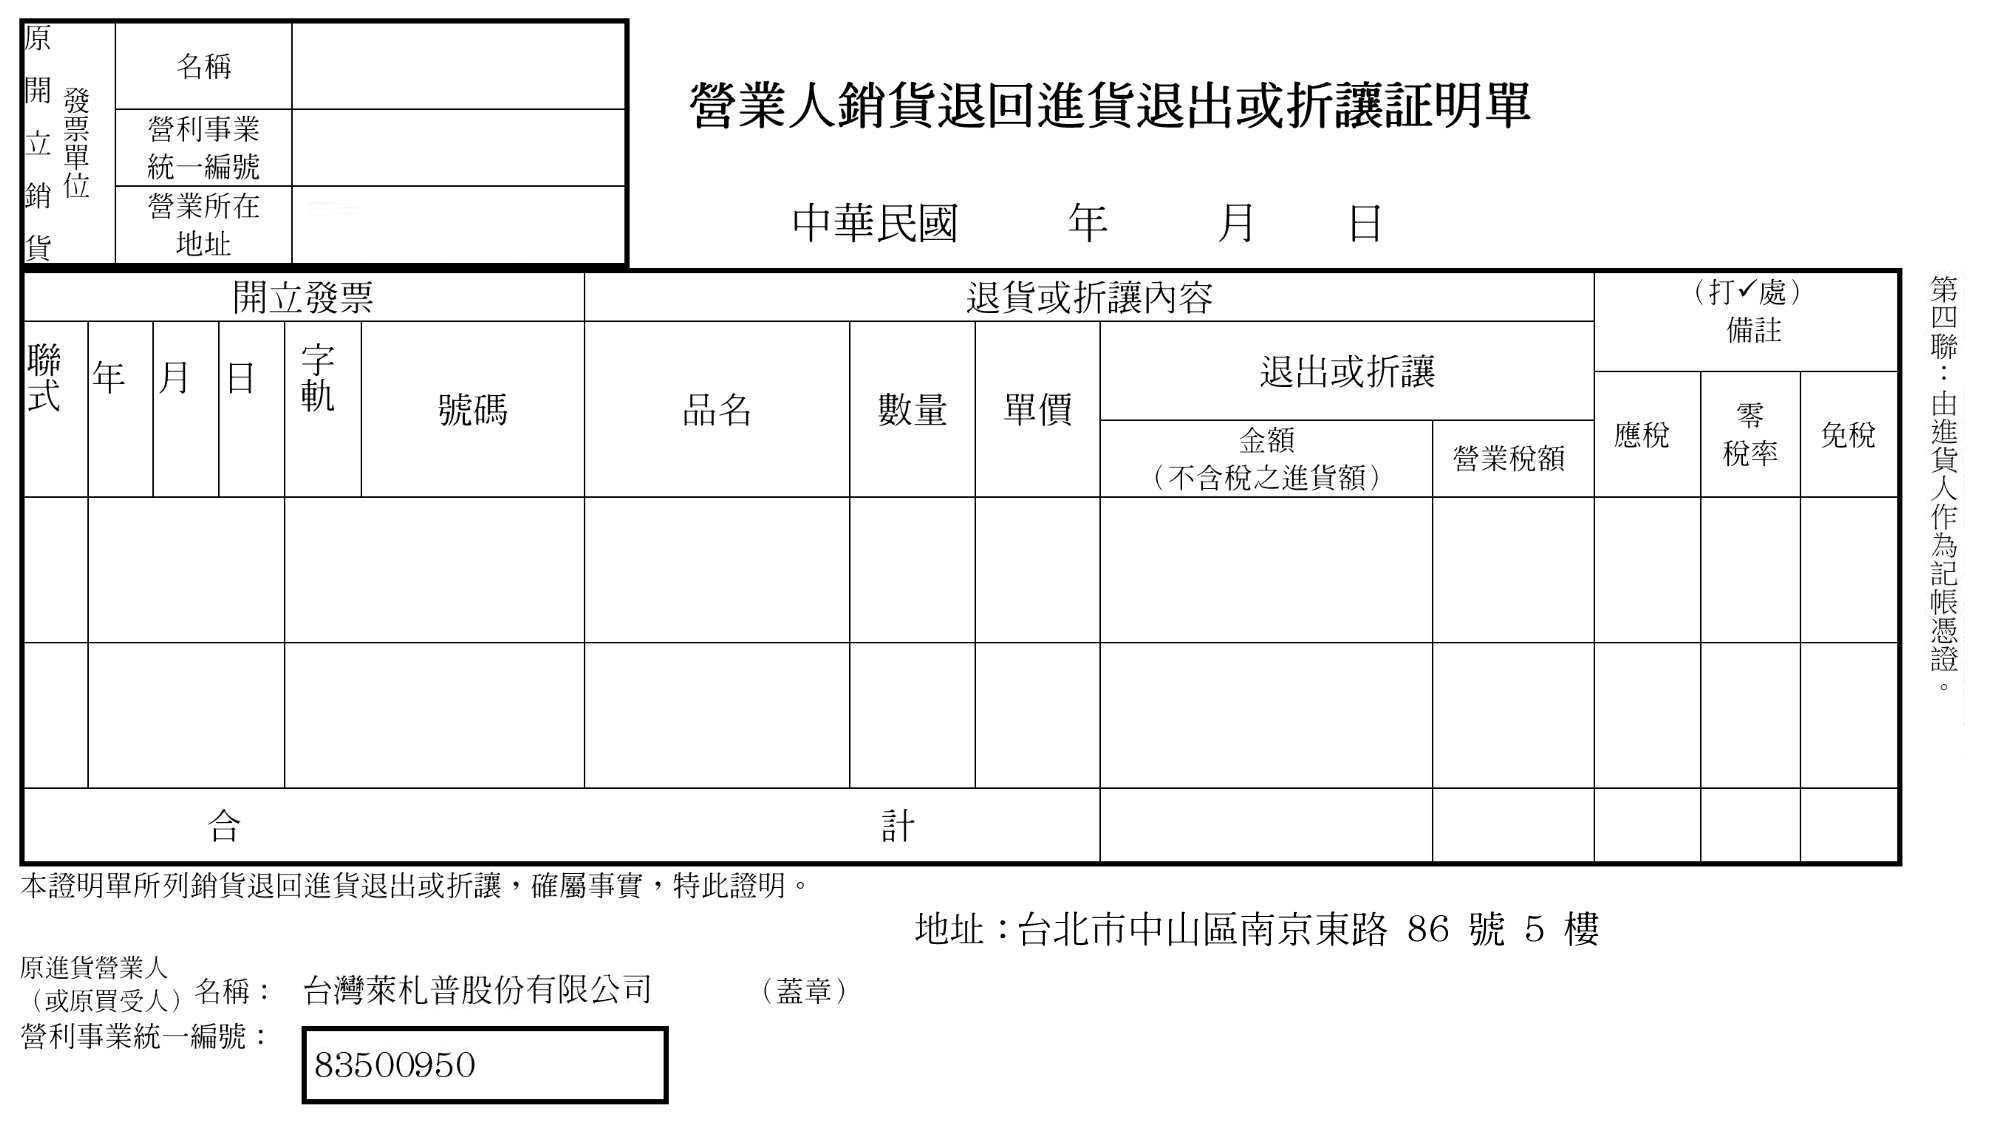 原開立銷貨
發票單位
名稱
營利事業
統一編號
營業所在
地址
營業人銷貨退回進貨退出或折讓証明單
中華民國 年 月 日
開立發票
退貨或折讓內容
（打✓處）
備註
聯式
年
月
日
字軌
號碼
品名
數量
單價
退出或折讓
金額
（不含稅之進貨額）
營業稅額
應稅
零
稅率
免稅
合 計
第四聯：由進貨人作為記帳憑證。
本證明單所列銷貨退回進貨退出或折讓，確屬事實，特此證明。
地址：台北市中山區南京東路 86 號 5 樓
原進貨營業人
（或原買受人）名稱： 台灣萊札普股份有限公司 （蓋章）
營利事業統一編號：
83500950